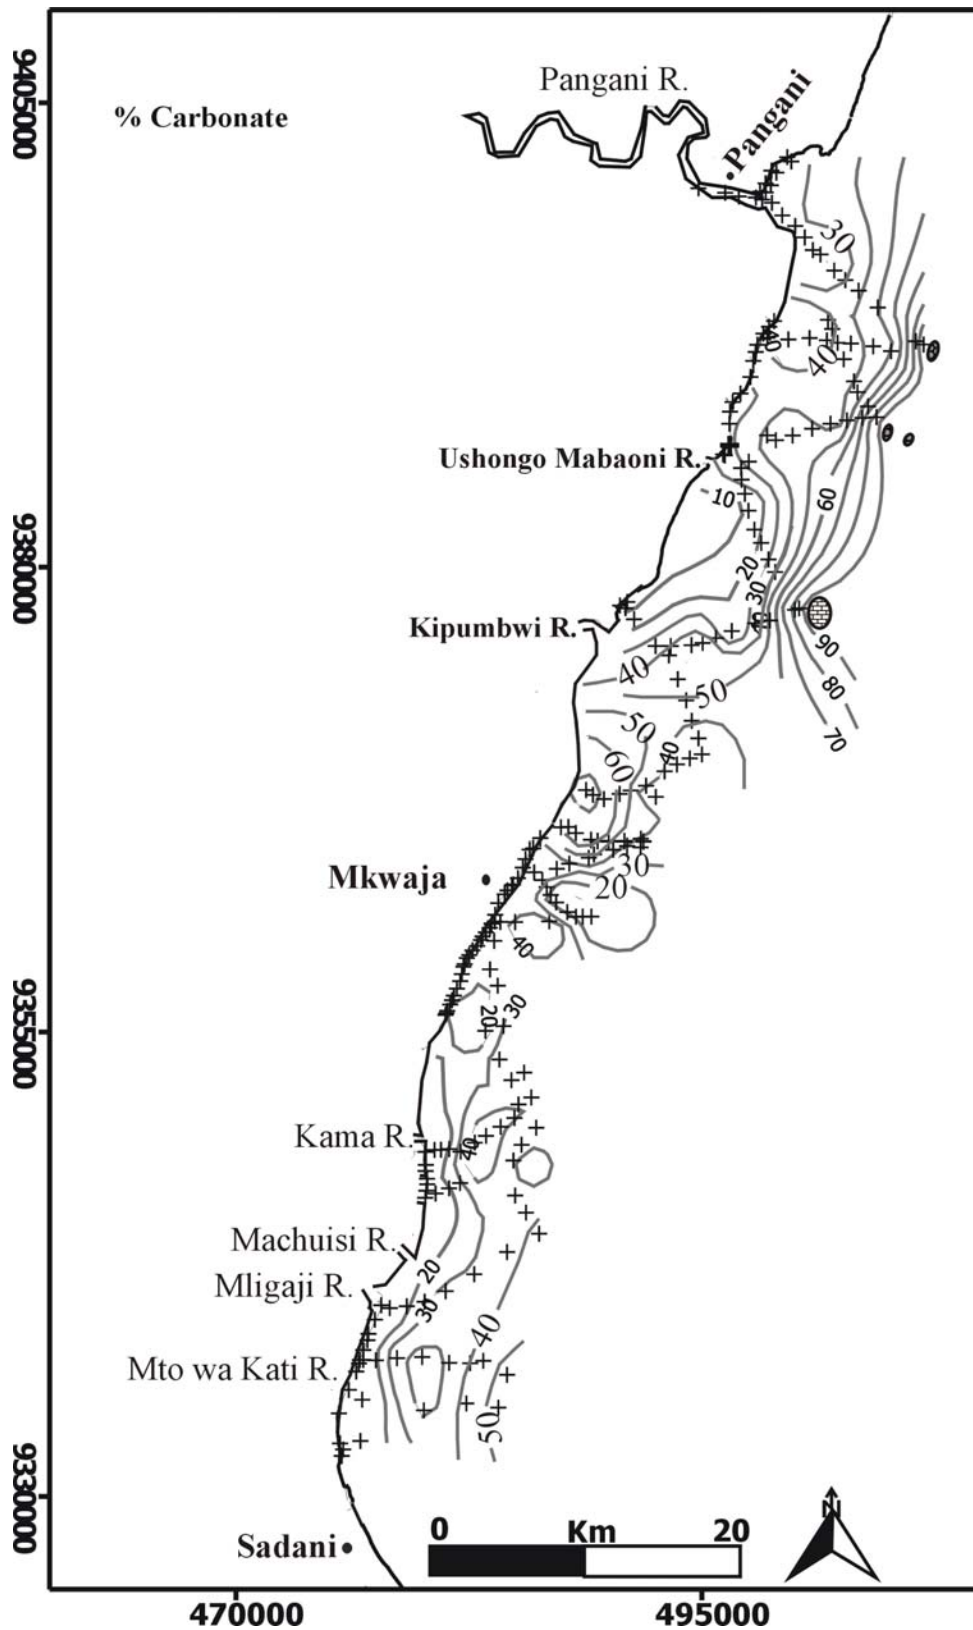 Pangani R.
Pangani
% Carbonate
9405000
30
40
40
Ushongo Mabaoni R.
10
60
9380000
20
30
Kipumbwi R.
90
40
80
50
50
70
40
60
30
Mkwaja
20
40
30
20
9355000
Kama R.
40
Machuisi R.
20
Mligaji R.
30
40
Mto wa Kati R.
50
9330000
N
0 Km 20
Sadani
470000 495000